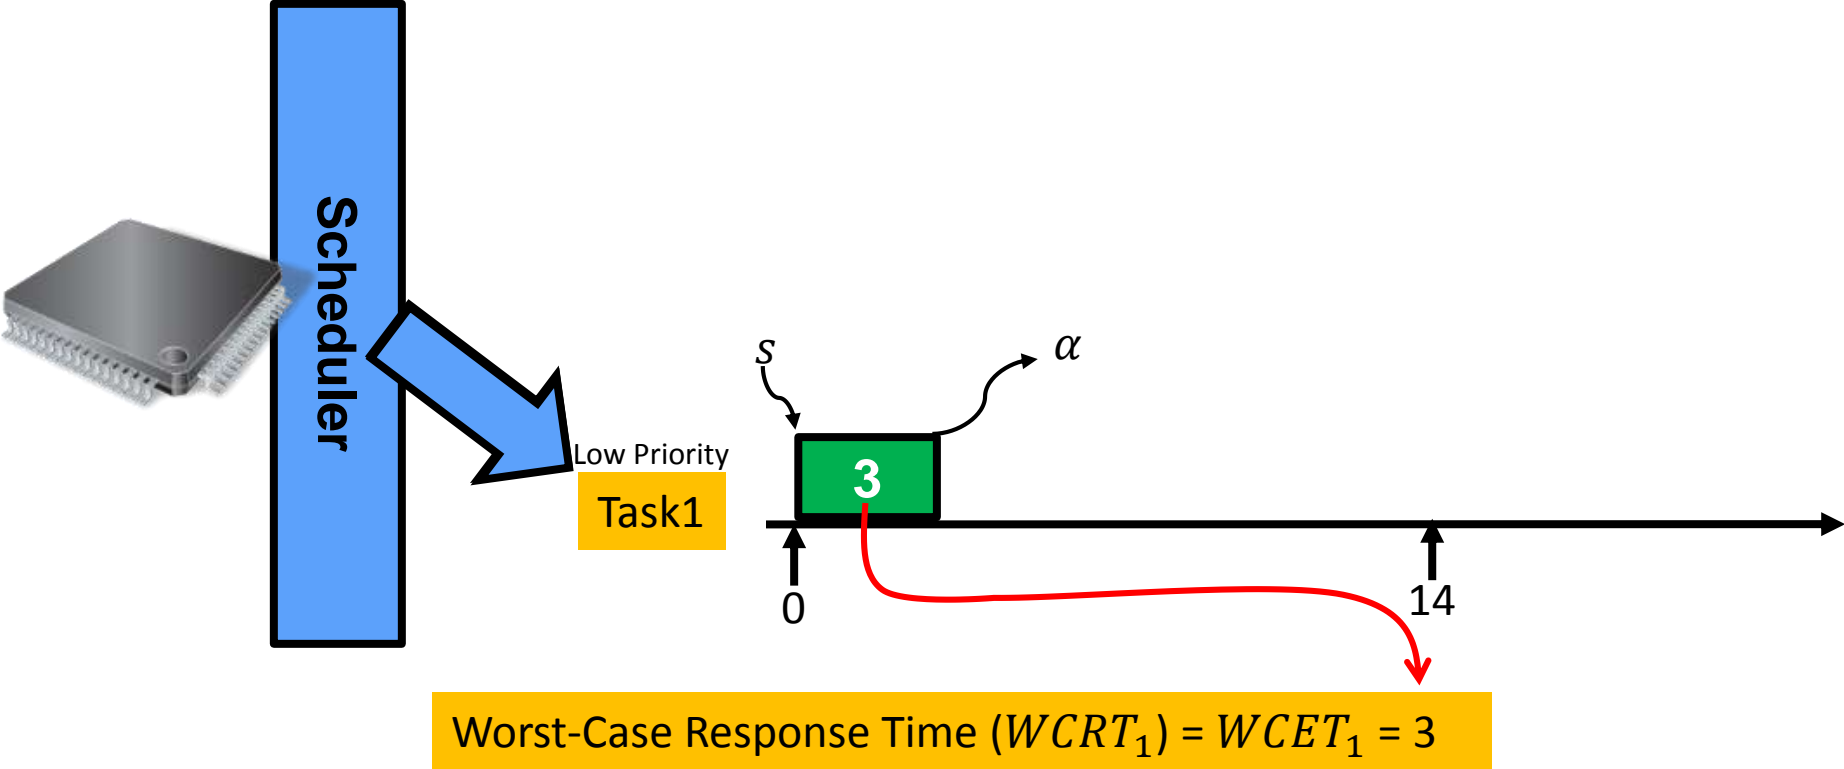 Scheduler
s
α
Low Priority
3
Task1
0
14
Worst-Case Response Time (WCRT₁) = WCET₁ = 3